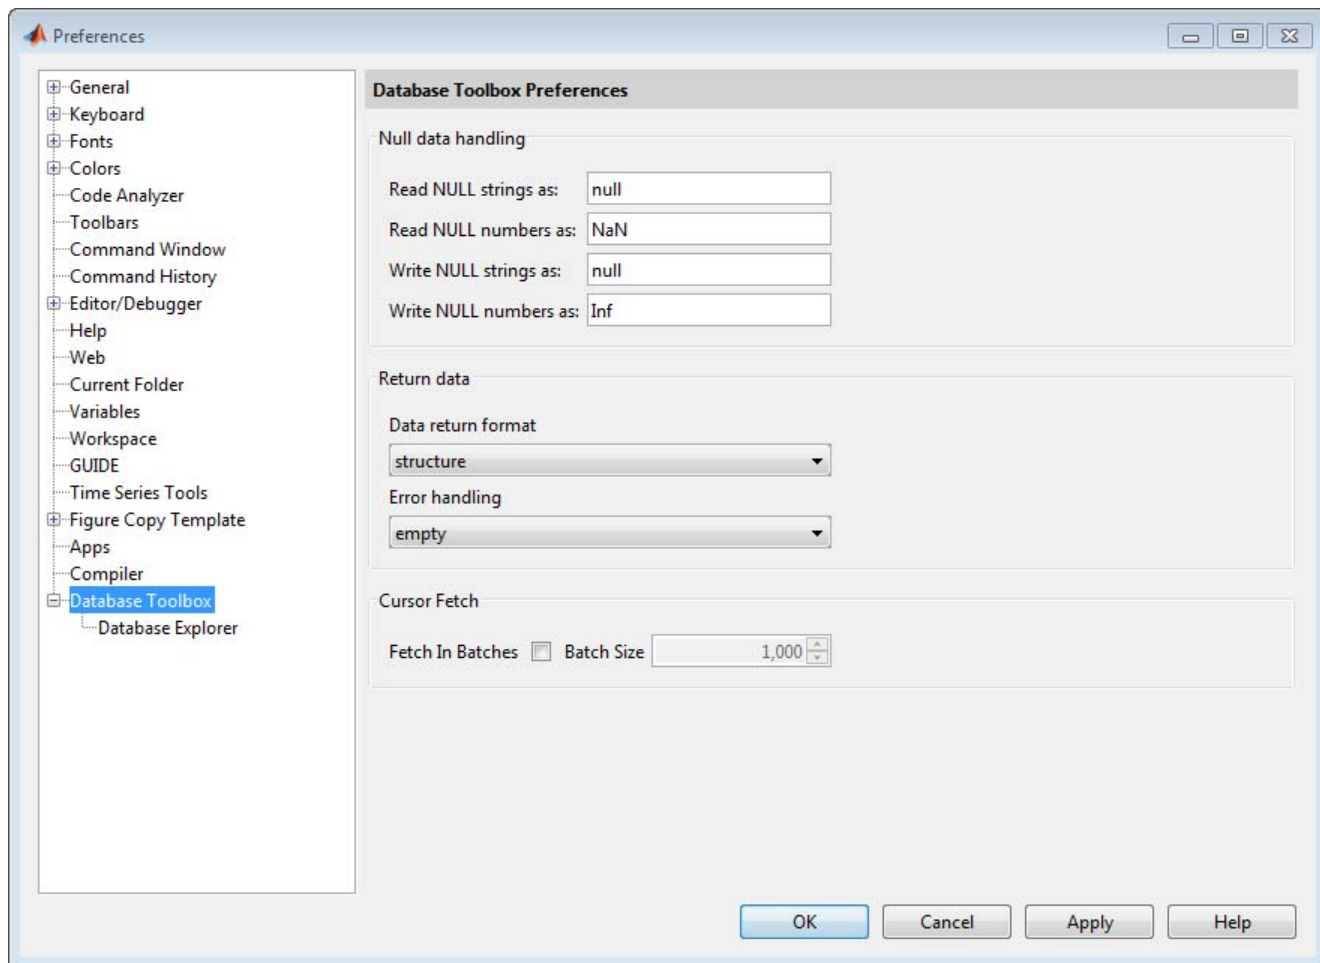 Preferences
General
Keyboard
Fonts
Colors
Code Analyzer
Toolbars
Command Window
Command History
Editor/Debugger
Help
Web
Current Folder
Variables
Workspace
GUIDE
Time Series Tools
Figure Copy Template
Apps
Compiler
Database Toolbox
Database Explorer
Database Toolbox Preferences
Null data handling
Read NULL strings as: null
Read NULL numbers as: NaN
Write NULL strings as: null
Write NULL numbers as: Inf
Return data
Data return format
structure
Error handling
empty
Cursor Fetch
Fetch In Batches Batch Size 1,000
OK Cancel Apply Help